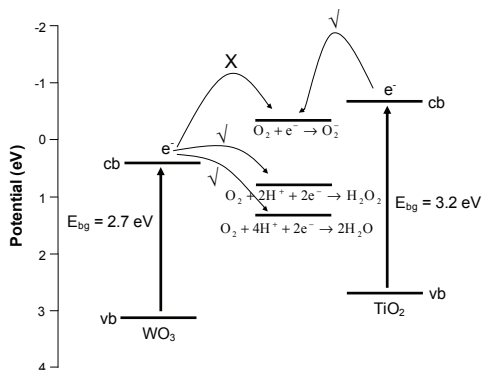 Potential (eV)
-2
-1
0
1
2
3
4
X
√
√
√
e-
e-
cb
cb
O₂ + e⁻ → O₂⁻
O₂ + 2H⁺ + 2e⁻ → H₂O₂
O₂ + 4H⁺ + 2e⁻ → 2H₂O
E_bg = 2.7 eV
E_bg = 3.2 eV
vb
vb
WO₃
TiO₂